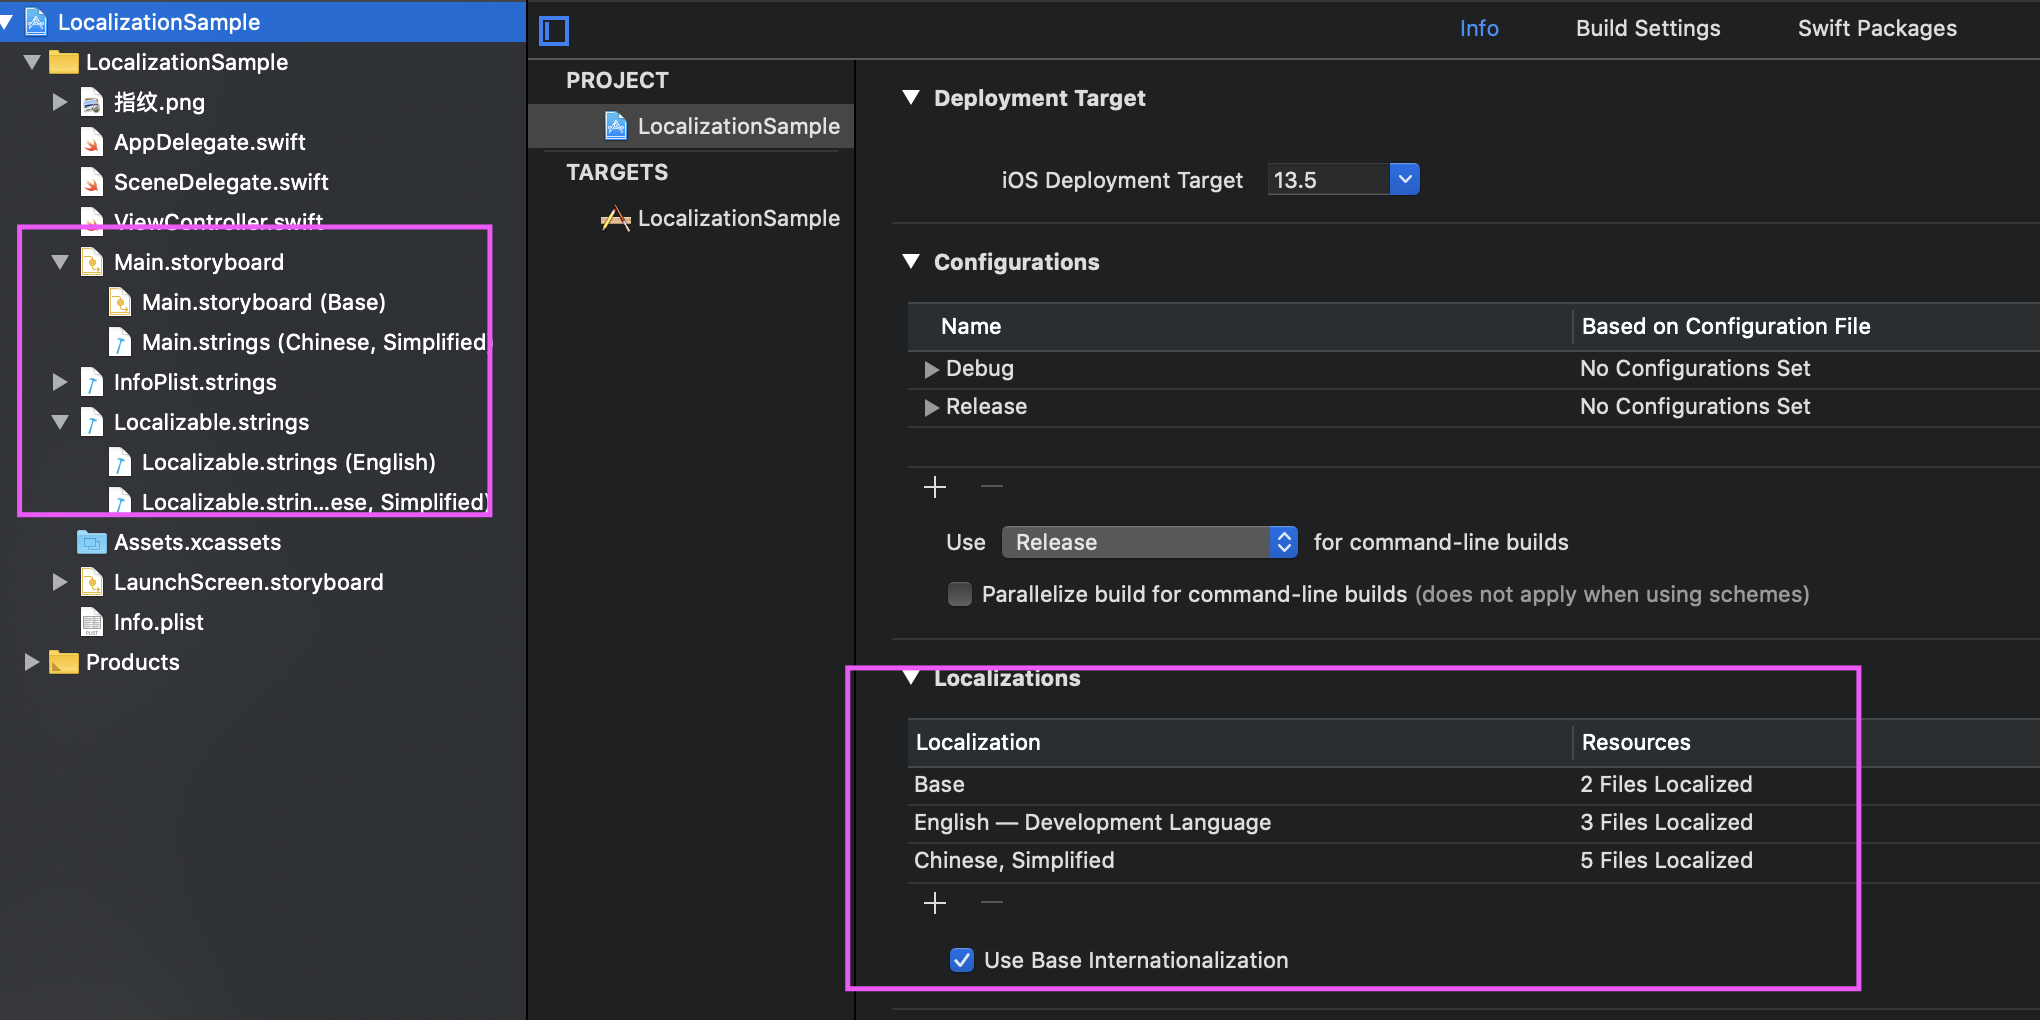 LocalizationSample
LocalizationSample
指纹.png
AppDelegate.swift
SceneDelegate.swift
ViewController.swift
Main.storyboard
Main.storyboard (Base)
Main.strings (Chinese, Simplified)
InfoPlist.strings
Localizable.strings
Localizable.strings (English)
Localizable.strin...ese, Simplified)
Assets.xcassets
LaunchScreen.storyboard
Info.plist
Products
PROJECT
LocalizationSample
TARGETS
LocalizationSample
Info Build Settings Swift Packages
Deployment Target
iOS Deployment Target 13.5
Configurations
Name Based on Configuration File
Debug No Configurations Set
Release No Configurations Set
Use Release for command-line builds
Parallelize build for command-line builds (does not apply when using schemes)
Localizations
Localization Resources
Base 2 Files Localized
English — Development Language 3 Files Localized
Chinese, Simplified 5 Files Localized
Use Base Internationalization